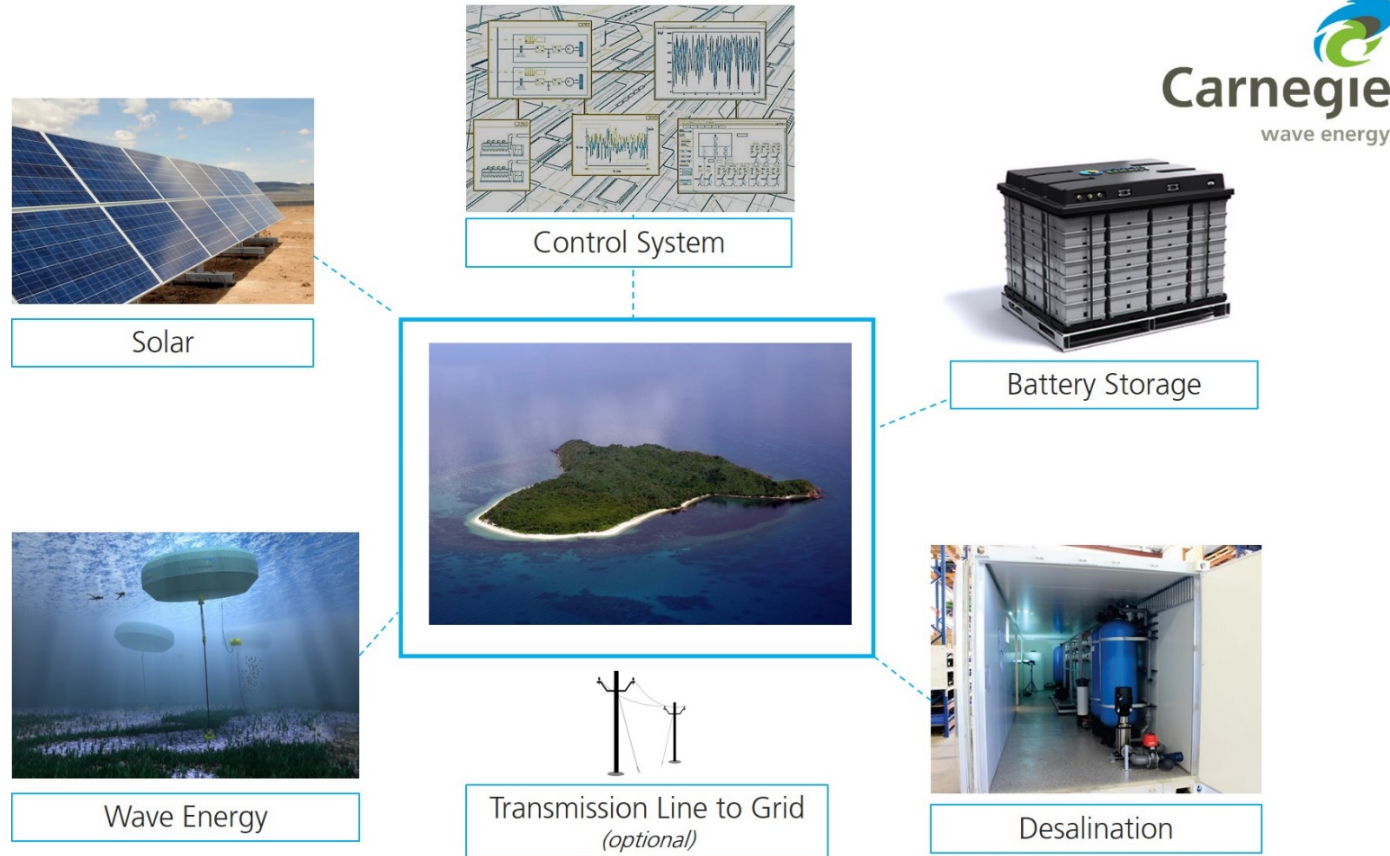 Carnegie
wave energy
Control System
Solar
Battery Storage
Wave Energy
Transmission Line to Grid
(optional)
Desalination